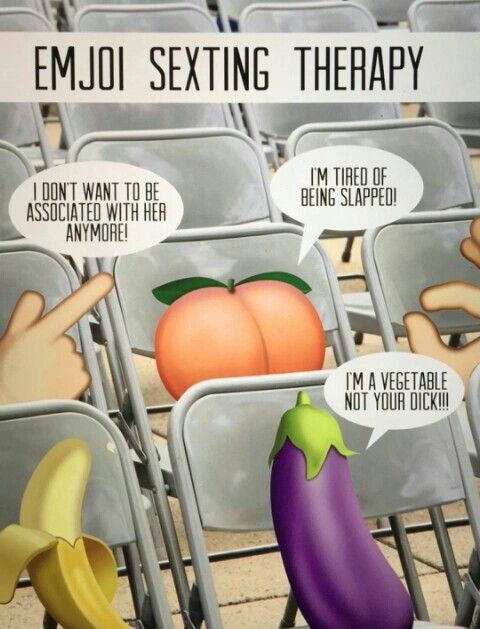 EMJOI SEXTING THERAPY
I DON'T WANT TO BE
ASSOCIATED WITH HER
ANYMORE!
I'M TIRED OF
BEING SLAPPED!
I'M A VEGETABLE
NOT YOUR DICK!!!